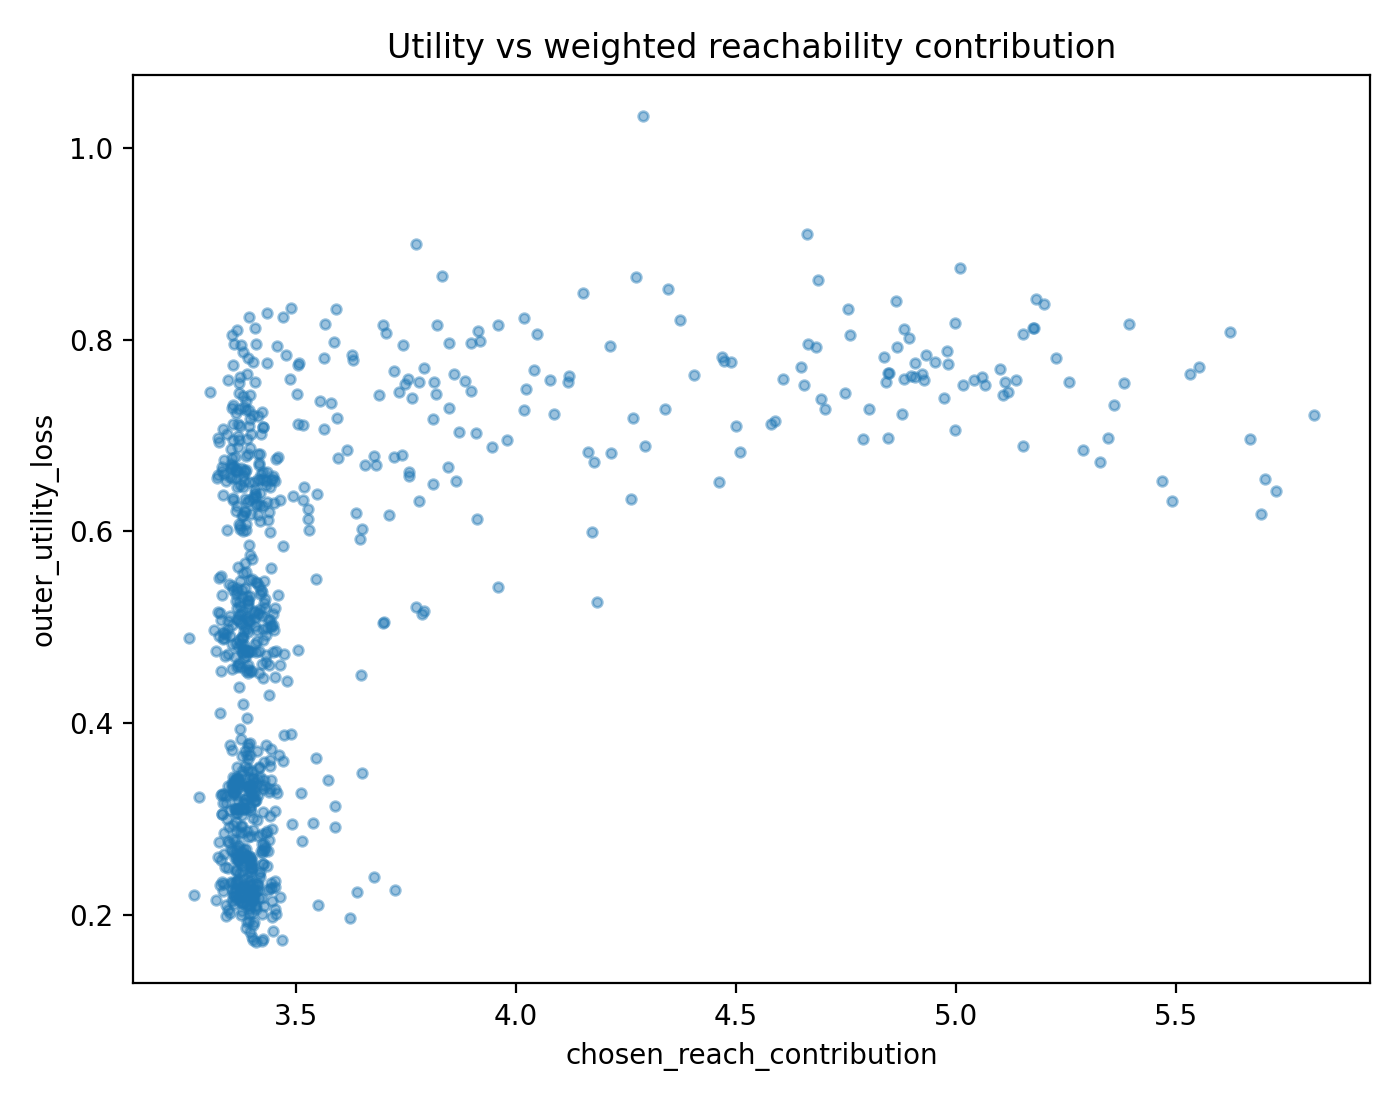 Utility vs weighted reachability contribution
outer_utility_loss
1.0
0.8
0.6
0.4
0.2
3.5 4.0 4.5 5.0 5.5
chosen_reach_contribution